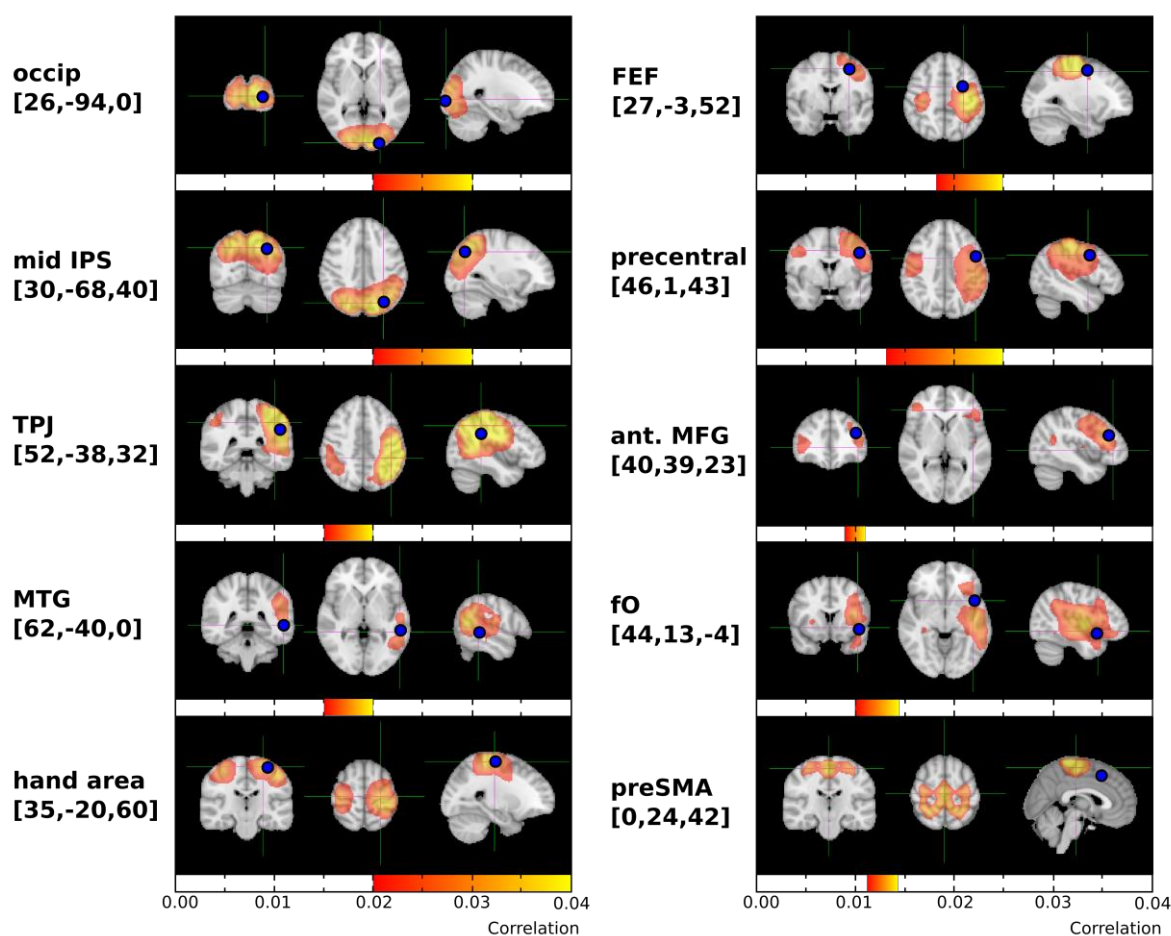 occip
[26,-94,0]
mid IPS
[30,-68,40]
TPJ
[52,-38,32]
MTG
[62,-40,0]
hand area
[35,-20,60]
0.00 0.01 0.02 0.03 0.04
Correlation
FEF
[27,-3,52]
precentral
[46,1,43]
ant. MFG
[40,39,23]
fO
[44,13,-4]
preSMA
[0,24,42]
0.00 0.01 0.02 0.03 0.04
Correlation